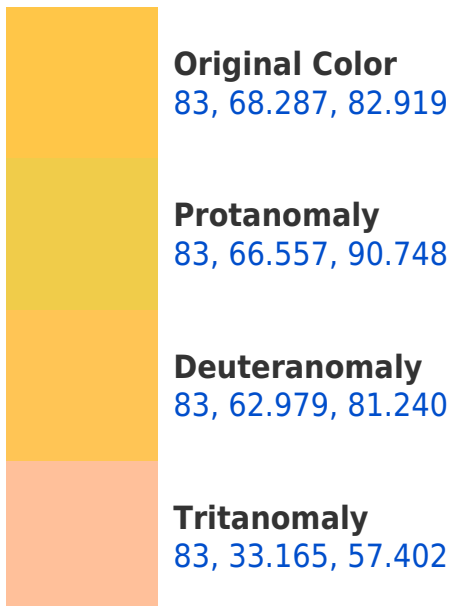 Original Color
83, 68.287, 82.919
Protanomaly
83, 66.557, 90.748
Deuteranomaly
83, 62.979, 81.240
Tritanomaly
83, 33.165, 57.402